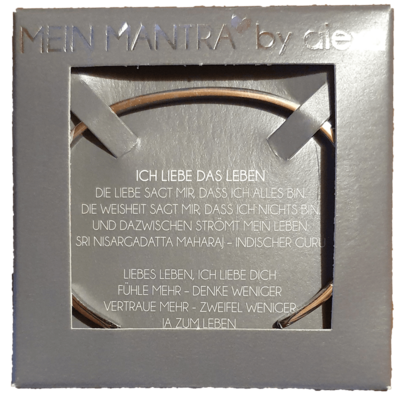 MEIN MANTRA by
ICH LIEBE DAS LEBEN
DIE LIEBE SAGT MIR, DASS ICH ALLES BIN.
DIE WEISHEIT SAGT MIR, DASS ICH NICHTS BIN.
UND DAZWISCHEN STRÖMT MEIN LEBEN.
SRI NISARGADATTA MAHARAJ – INDISCHER GURU
LIEBES LEBEN, ICH LIEBE DICH
FÜHLE MEHR – DENKE WENIGER
VERTRAUE MEHR – ZWEIFEL WENIGER
JA ZUM LEBEN